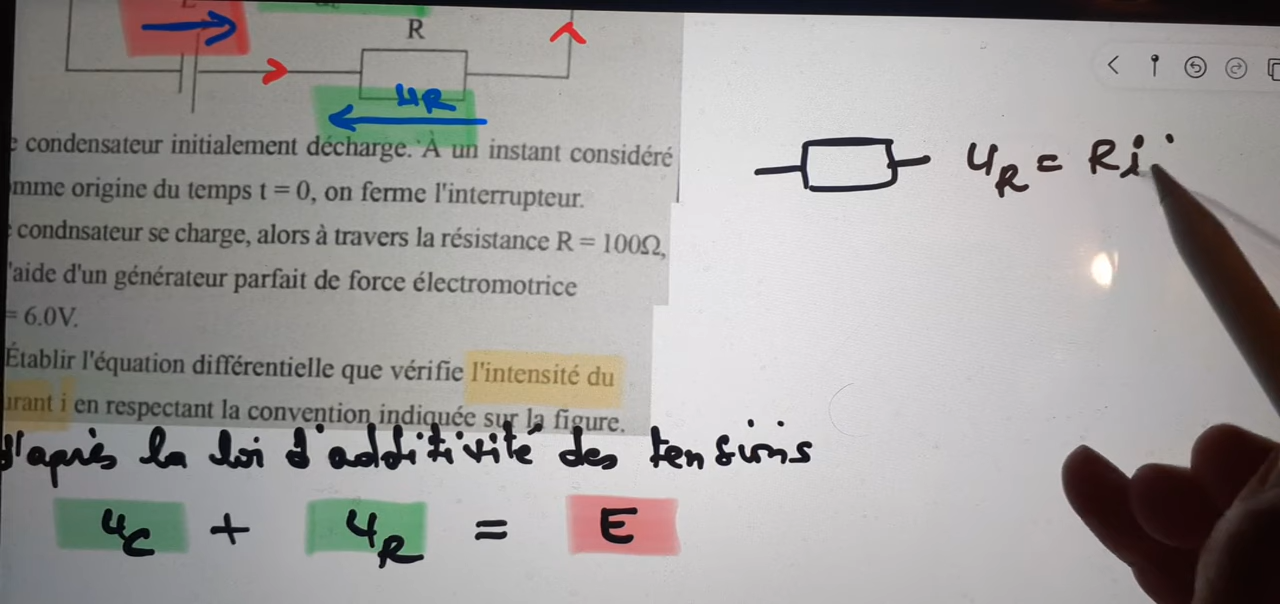 R
uR
condensateur initialement décharge. À un instant considéré
mme origine du temps t = 0, on ferme l'interrupteur.
condnsateur se charge, alors à travers la résistance R = 100Ω,
'aide d'un générateur parfait de force électromotrice
= 6.0V.
Établir l'équation différentielle que vérifie l'intensité du
urant i en respectant la convention indiquée sur la figure.
uR = Ri
D'après la loi d'additivité des tensions
uC + uR = E